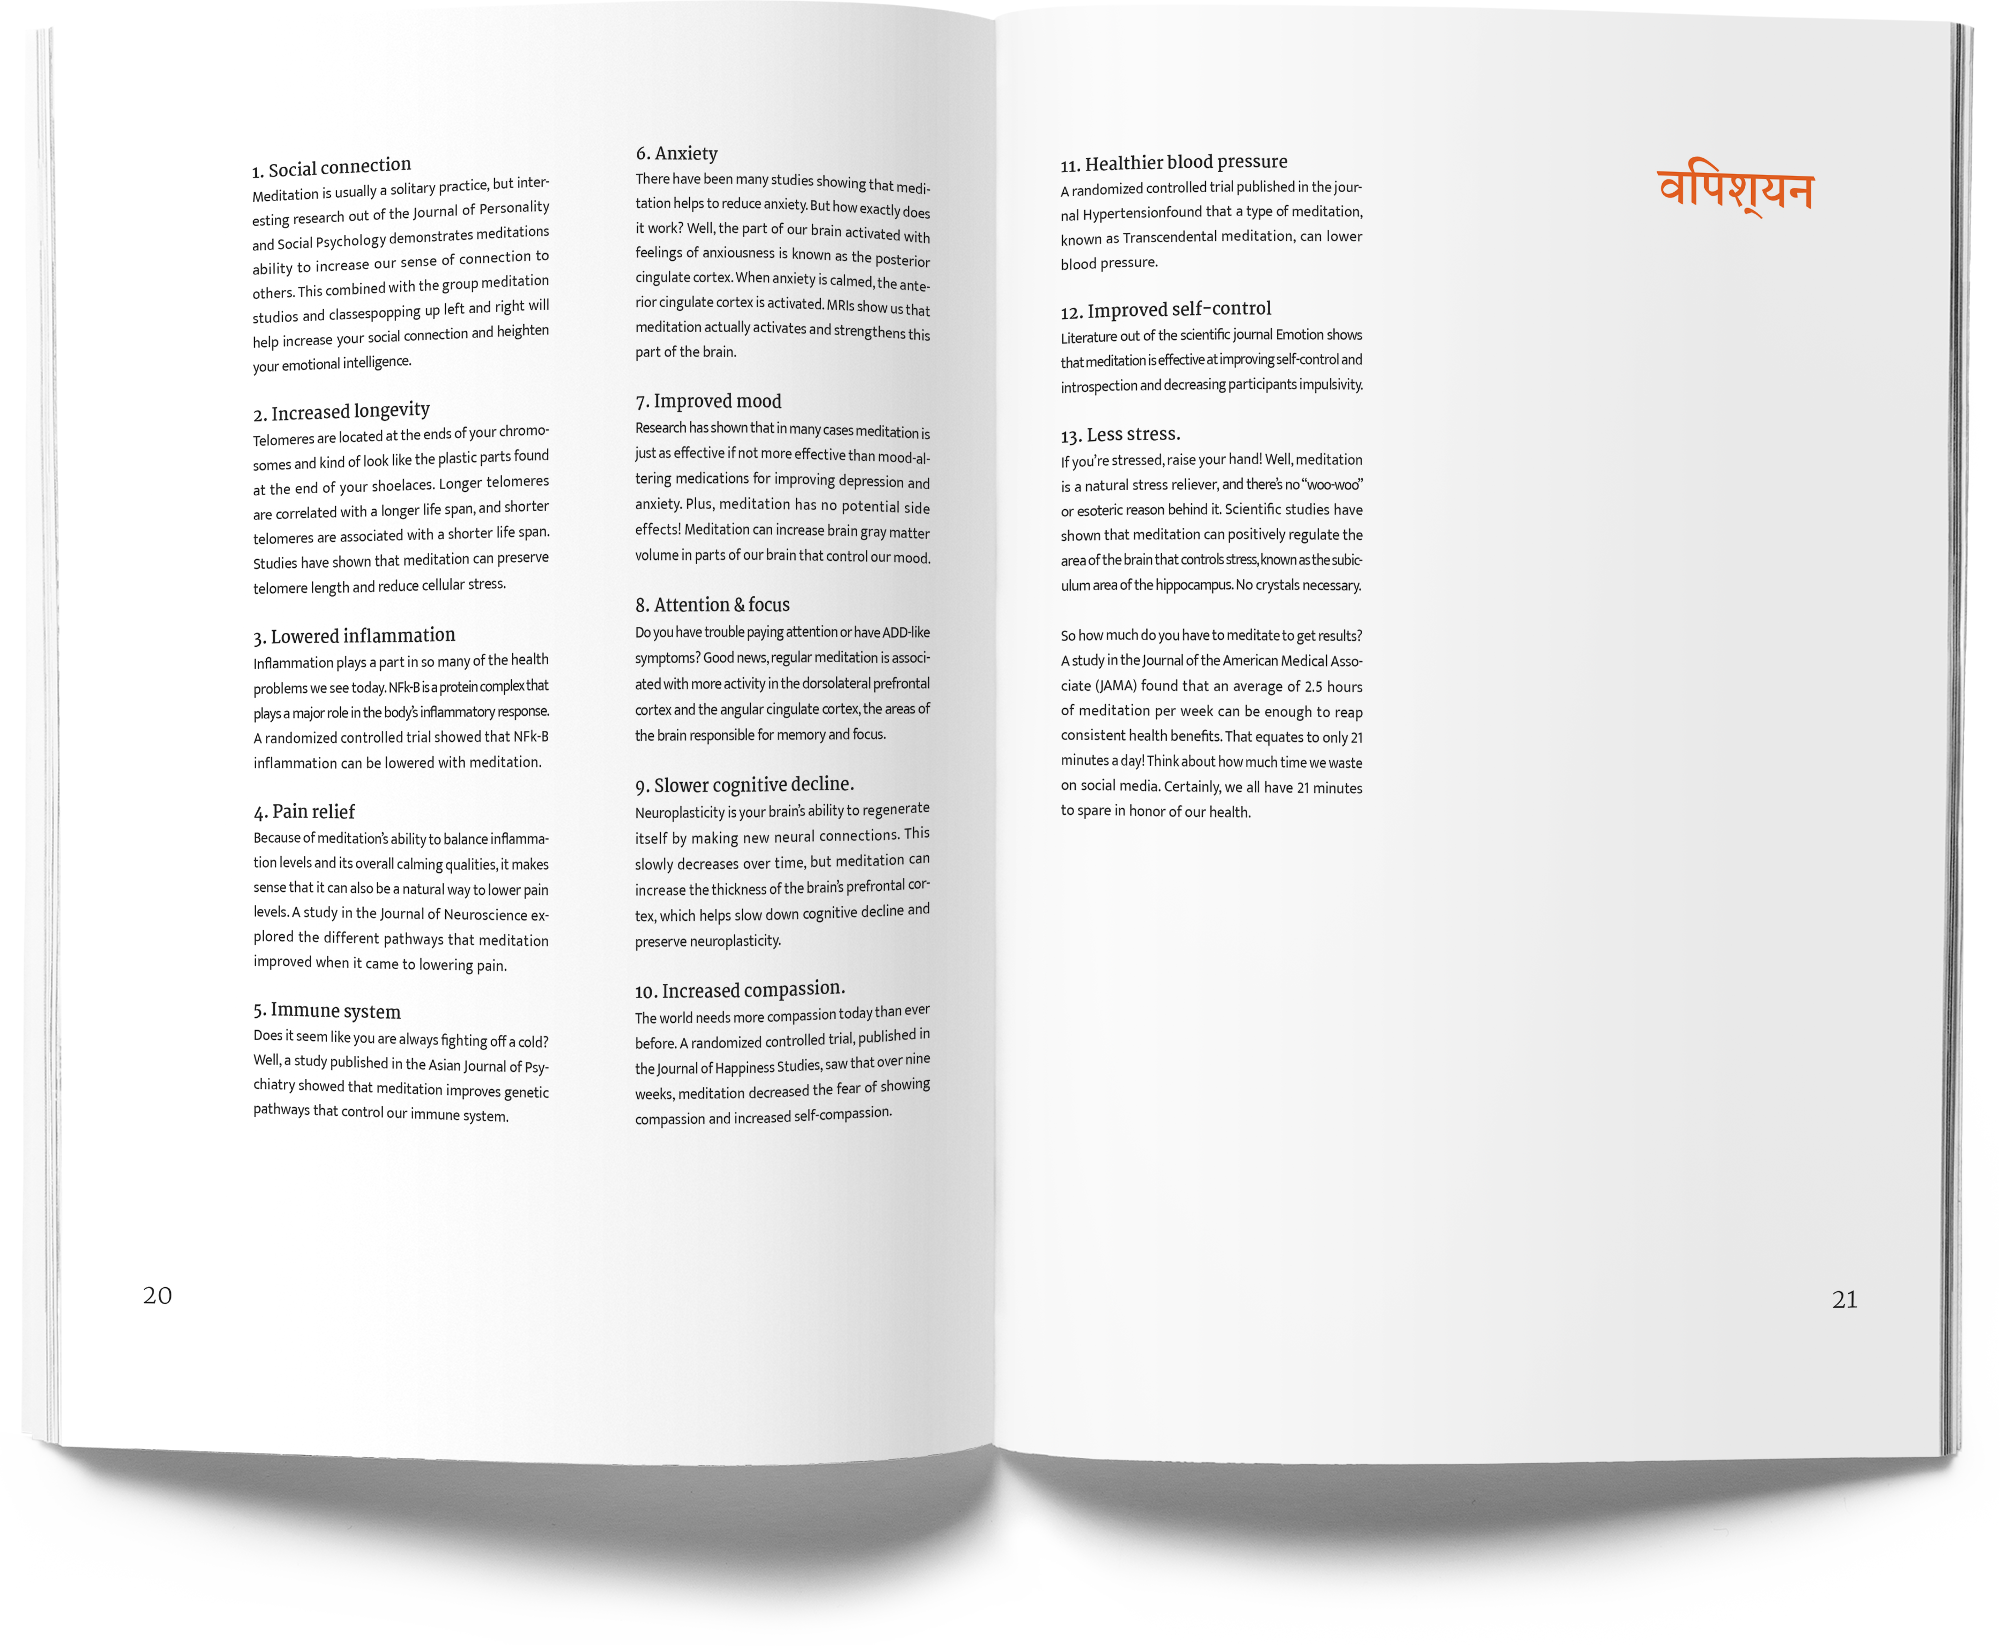 1. Social connection
Meditation is usually a solitary practice, but inter-
esting research out of the Journal of Personality
and Social Psychology demonstrates meditations
ability to increase our sense of connection to
others. This combined with the group meditation
studios and classespopping up left and right will
help increase your social connection and heighten
your emotional intelligence.
2. Increased longevity
Telomeres are located at the ends of your chromo-
somes and kind of look like the plastic parts found
at the end of your shoelaces. Longer telomeres
are correlated with a longer life span, and shorter
telomeres are associated with a shorter life span.
Studies have shown that meditation can preserve
telomere length and reduce cellular stress.
3. Lowered inflammation
Inflammation plays a part in so many of the health
problems we see today. NFk-B is a protein complex that
plays a major role in the body's inflammatory response.
A randomized controlled trial showed that NFk-B
inflammation can be lowered with meditation.
4. Pain relief
Because of meditation's ability to balance inflamma-
tion levels and its overall calming qualities, it makes
sense that it can also be a natural way to lower pain
levels. A study in the Journal of Neuroscience ex-
plored the different pathways that meditation
improved when it came to lowering pain.
5. Immune system
Does it seem like you are always fighting off a cold?
Well, a study published in the Asian Journal of Psy-
chiatry showed that meditation improves genetic
pathways that control our immune system.
6. Anxiety
There have been many studies showing that medi-
tation helps to reduce anxiety. But how exactly does
it work? Well, the part of our brain activated with
feelings of anxiousness is known as the posterior
cingulate cortex. When anxiety is calmed, the ante-
rior cingulate cortex is activated. MRIs show us that
meditation actually activates and strengthens this
part of the brain.
7. Improved mood
Research has shown that in many cases meditation is
just as effective if not more effective than mood-al-
tering medications for improving depression and
anxiety. Plus, meditation has no potential side
effects! Meditation can increase brain gray matter
volume in parts of our brain that control our mood.
8. Attention & focus
Do you have trouble paying attention or have ADD-like
symptoms? Good news, regular meditation is associ-
ated with more activity in the dorsolateral prefrontal
cortex and the angular cingulate cortex, the areas of
the brain responsible for memory and focus.
9. Slower cognitive decline.
Neuroplasticity is your brain's ability to regenerate
itself by making new neural connections. This
slowly decreases over time, but meditation can
increase the thickness of the brain's prefrontal cor-
tex, which helps slow down cognitive decline and
preserve neuroplasticity.
10. Increased compassion.
The world needs more compassion today than ever
before. A randomized controlled trial, published in
the Journal of Happiness Studies, saw that over nine
weeks, meditation decreased the fear of showing
compassion and increased self-compassion.
20
11. Healthier blood pressure
A randomized controlled trial published in the jour-
nal Hypertensionfound that a type of meditation,
known as Transcendental meditation, can lower
blood pressure.
12. Improved self-control
Literature out of the scientific journal Emotion shows
that meditation is effective at improving self-control and
introspection and decreasing participants impulsivity.
13. Less stress.
If you're stressed, raise your hand! Well, meditation
is a natural stress reliever, and there's no “woo-woo”
or esoteric reason behind it. Scientific studies have
shown that meditation can positively regulate the
area of the brain that controls stress, known as the subic-
ulum area of the hippocampus. No crystals necessary.
So how much do you have to meditate to get results?
A study in the Journal of the American Medical Asso-
ciate (JAMA) found that an average of 2.5 hours
of meditation per week can be enough to reap
consistent health benefits. That equates to only 21
minutes a day! Think about how much time we waste
on social media. Certainly, we all have 21 minutes
to spare in honor of our health.
वपिश्‌यन
21